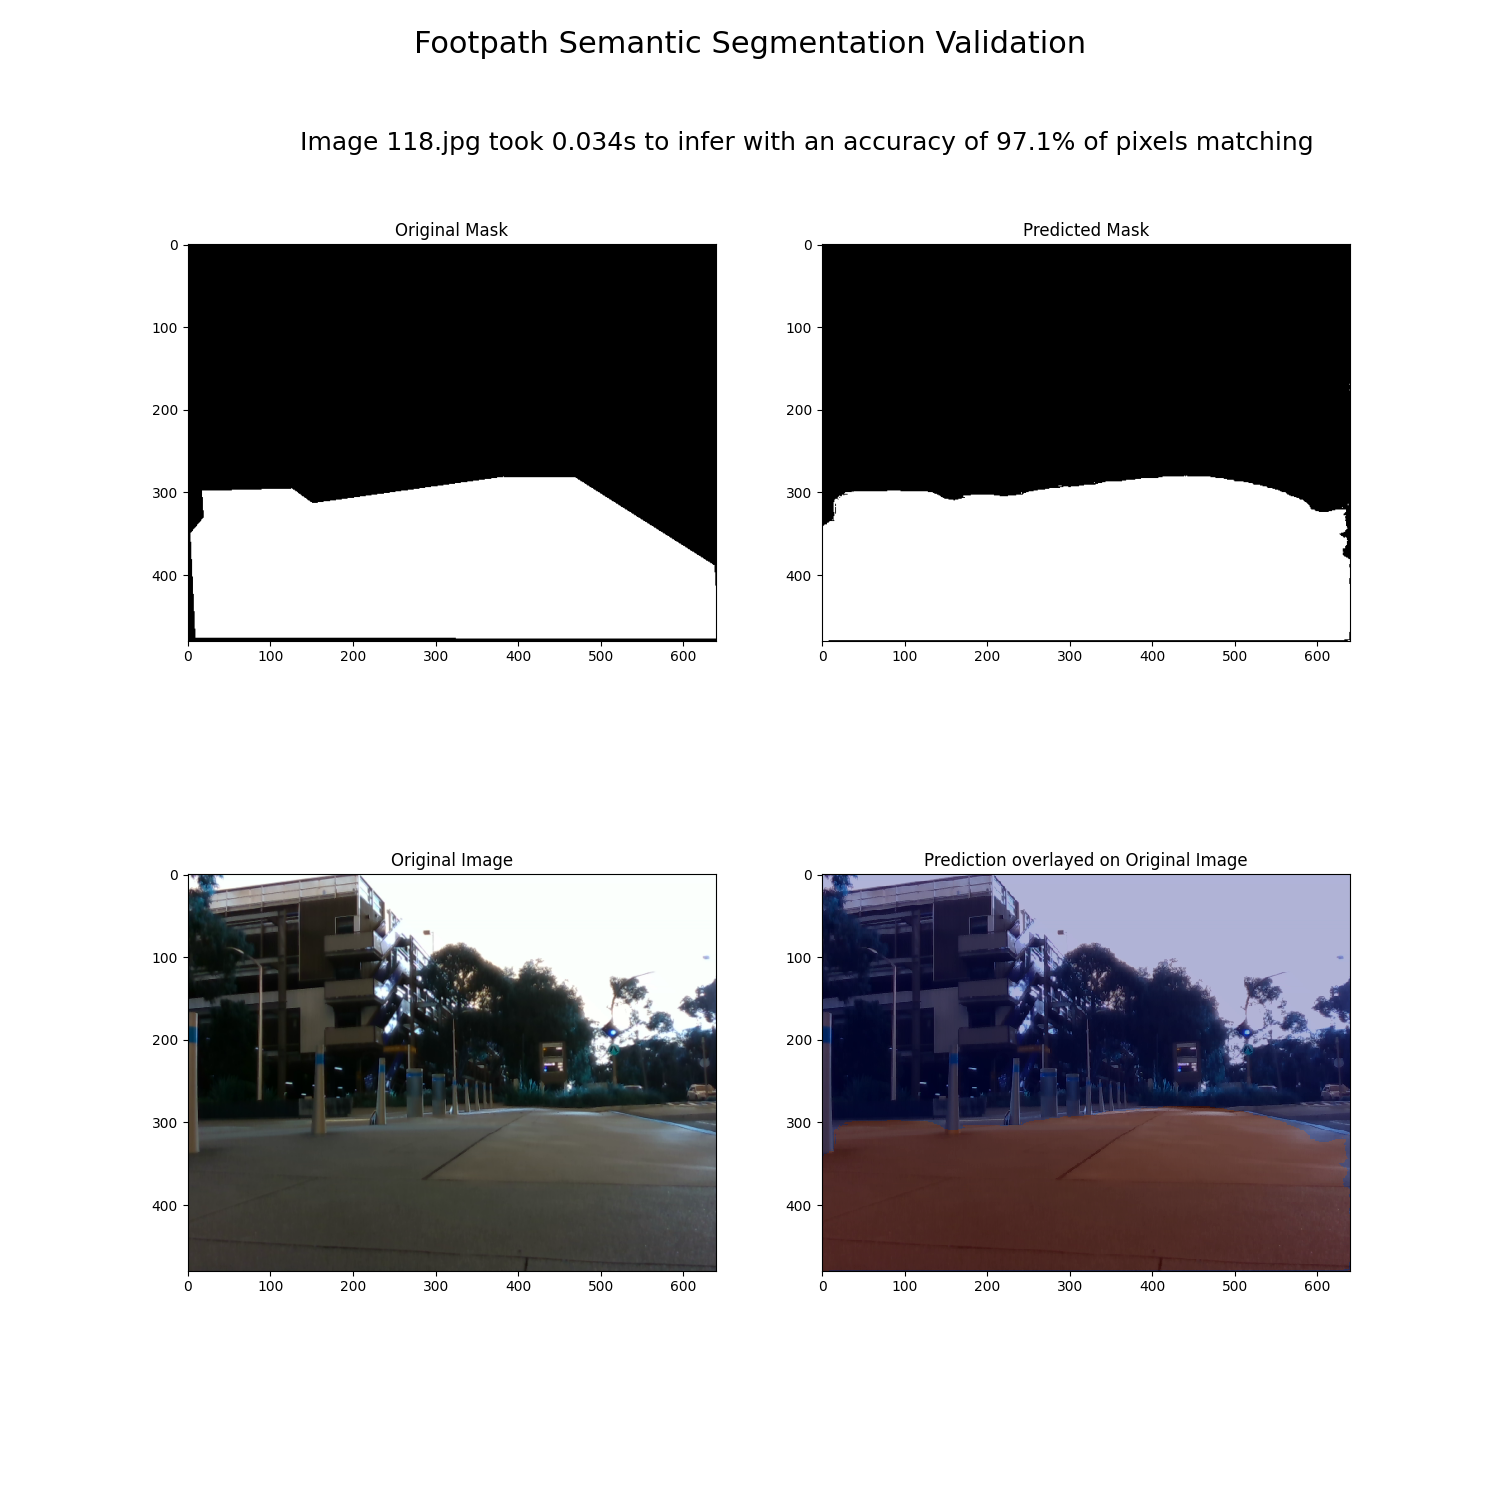 Footpath Semantic Segmentation Validation
Image 118.jpg took 0.034s to infer with an accuracy of 97.1% of pixels matching
Original Mask
0
100
200
300
400
0 100 200 300 400 500 600
Predicted Mask
0
100
200
300
400
0 100 200 300 400 500 600
Original Image
0
100
200
300
400
0 100 200 300 400 500 600
Prediction overlayed on Original Image
0
100
200
300
400
0 100 200 300 400 500 600